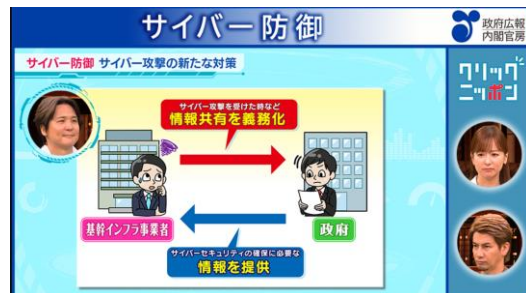 サイバー防御
政府広報
内閣官房
サイバー防御 サイバー攻撃の新たな対策
クリック
ニッポン
サイバー攻撃を受けた時など
情報共有を義務化
基幹インフラ事業者
政府
サイバーセキュリティの確保に必要な
情報を提供